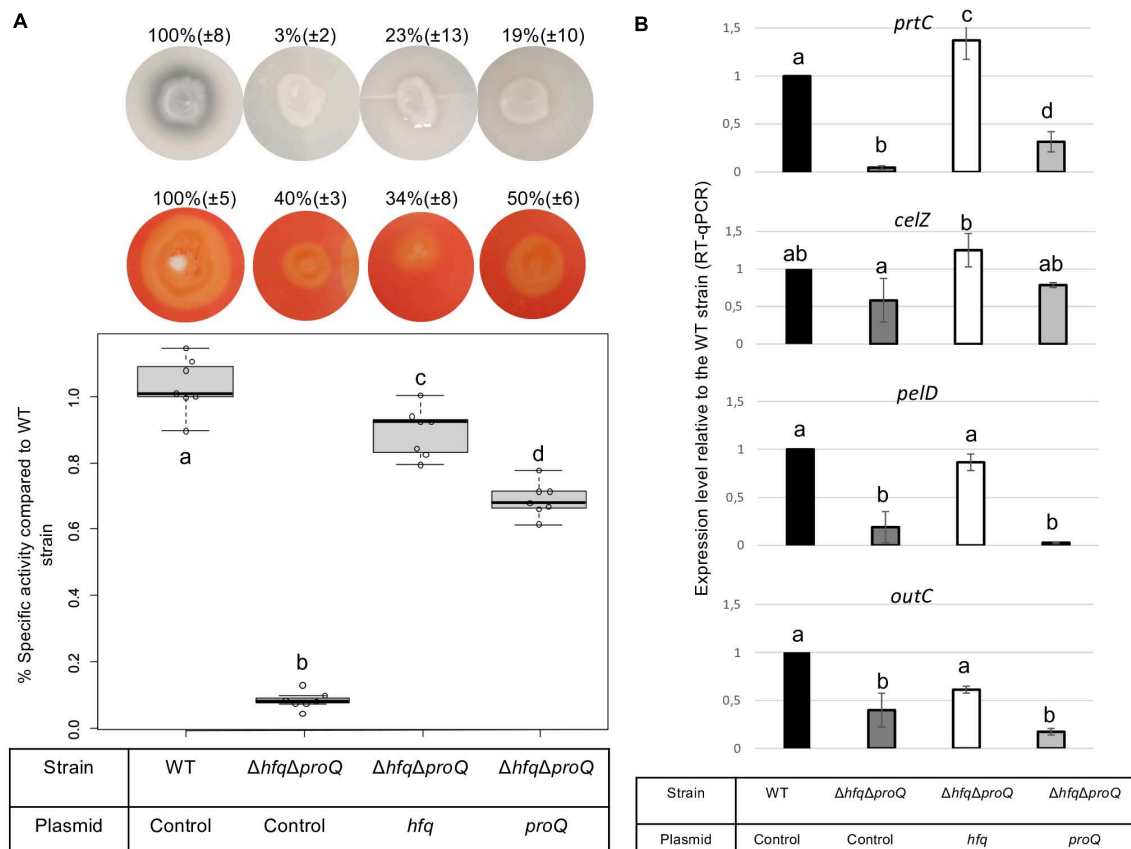 A
100%(±8) 3%(±2) 23%(±13) 19%(±10)
100%(±5) 40%(±3) 34%(±8) 50%(±6)
% Specific activity compared to WT
strain
1.0
0.8
0.6
0.4
0.2
0.0
a
b
c
d
Strain WT ΔhfqΔproQ ΔhfqΔproQ ΔhfqΔproQ
Plasmid Control Control hfq proQ
B
Expression level relative to the WT strain (RT-qPCR)
prtC
1,5
1
0,5
0
a
b
c
d
celZ
1,5
1
0,5
0
ab
a
b
ab
pelD
1,5
1
0,5
0
a
b
a
b
outC
1,5
1
0,5
0
a
b
a
b
Strain WT ΔhfqΔproQ ΔhfqΔproQ ΔhfqΔproQ
Plasmid Control Control hfq proQ